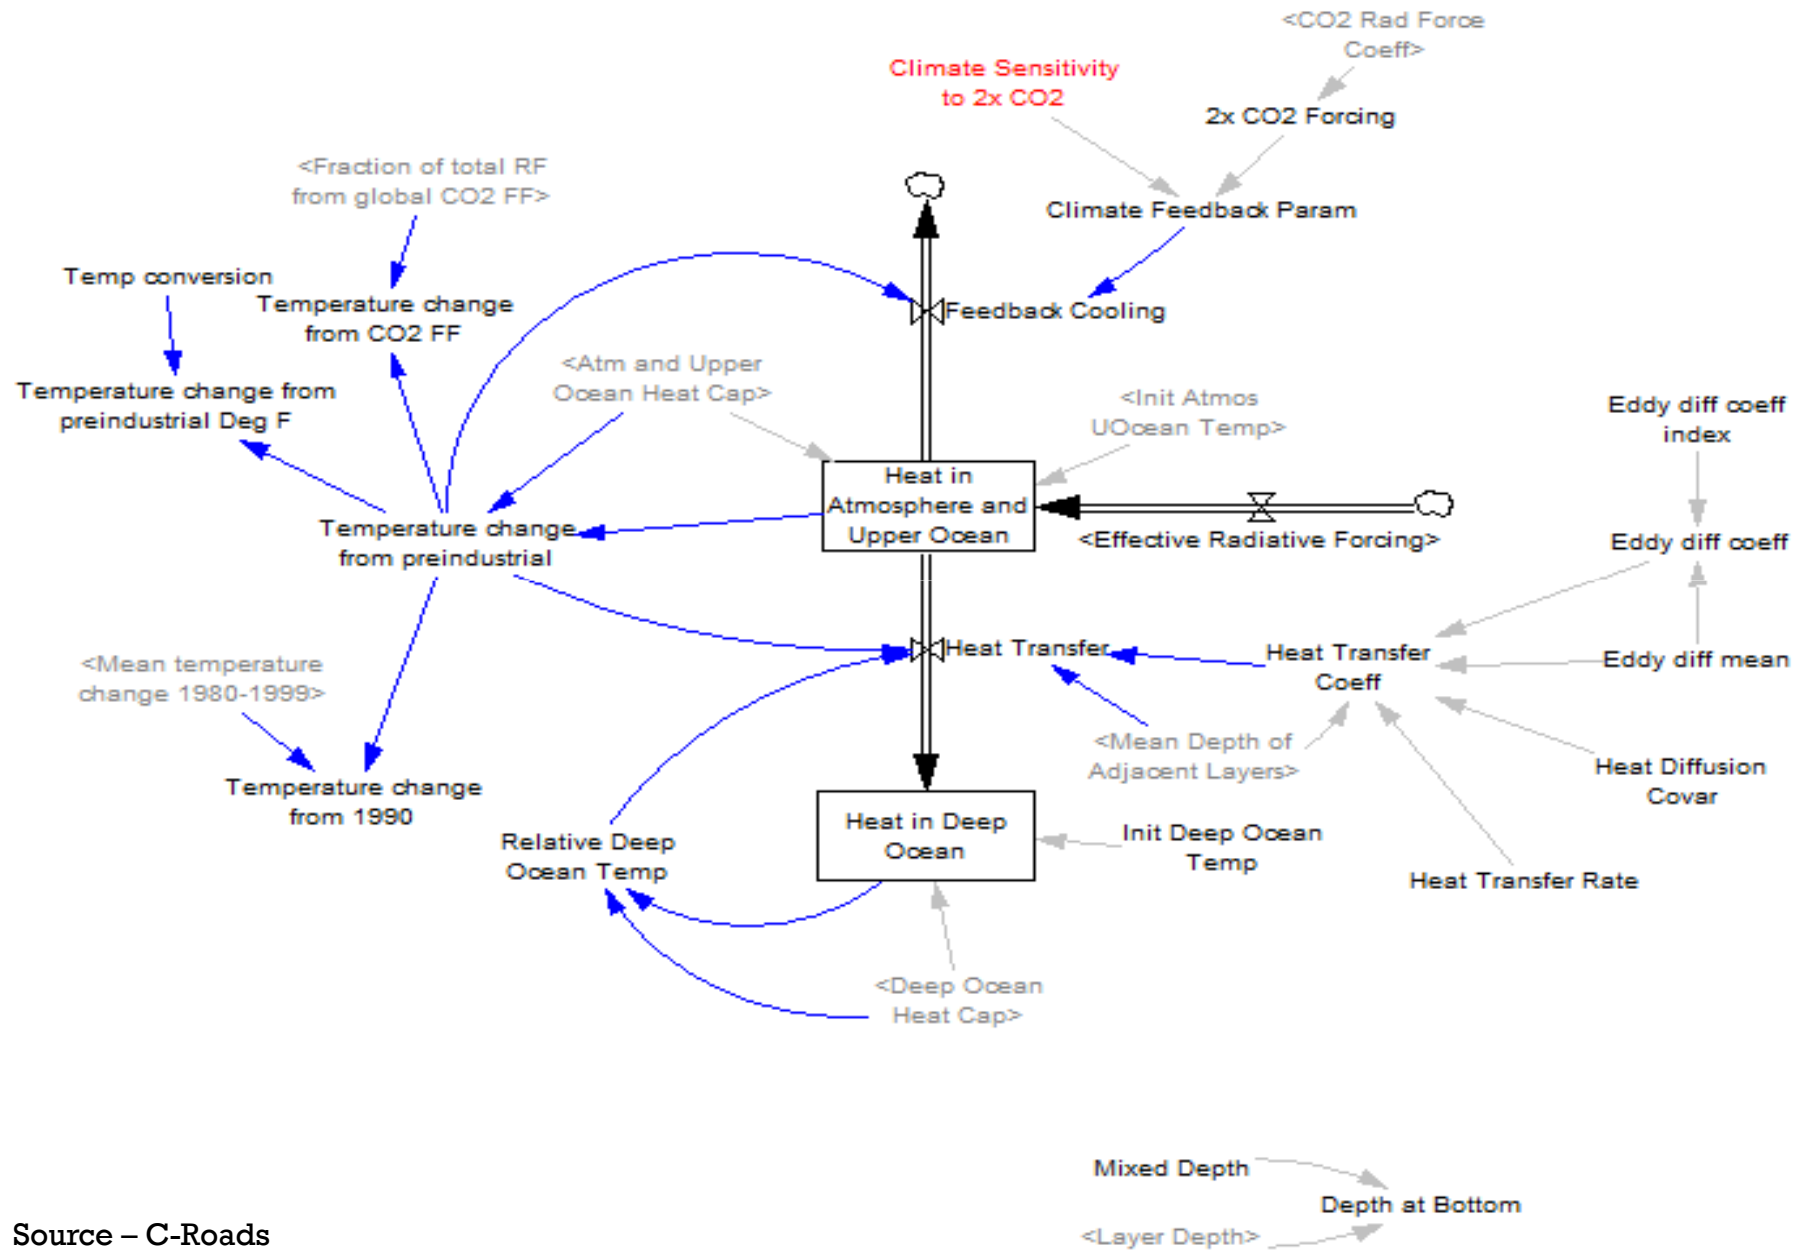 <CO2 Rad Force
Coeff>
Climate Sensitivity
to 2x CO2
2x CO2 Forcing
<Fraction of total RF
from global CO2 FF>
Climate Feedback Param
Temp conversion
Temperature change
from CO2 FF
Feedback Cooling
<Atm and Upper
Ocean Heat Cap>
Temperature change from
preindustrial Deg F
<Init Atmos
UOcean Temp>
Eddy diff coeff
index
Heat in
Atmosphere and
Upper Ocean
Temperature change
from preindustrial
<Effective Radiative Forcing>
Eddy diff coeff
Heat Transfer
Heat Transfer
Coeff
Eddy diff mean
<Mean temperature
change 1980-1999>
<Mean Depth of
Adjacent Layers>
Heat Diffusion
Covar
Temperature change
from 1990
Relative Deep
Ocean Temp
Heat in Deep
Ocean
Init Deep Ocean
Temp
Heat Transfer Rate
<Deep Ocean
Heat Cap>
Mixed Depth
Depth at Bottom
<Layer Depth>
Source – C-Roads